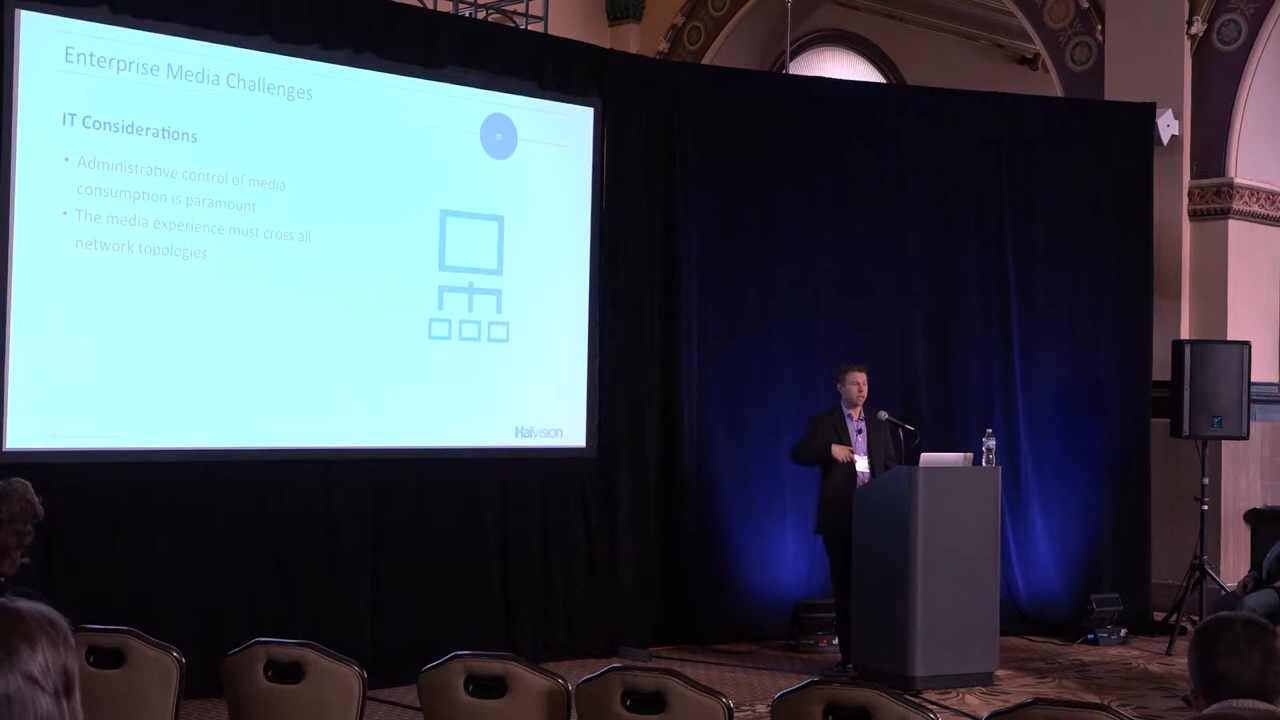 Enterprise Media Challenges
IT Considerations
IT
• Administrative control of media
consumption is paramount
• The media experience must cross all
network topologies
Haivision